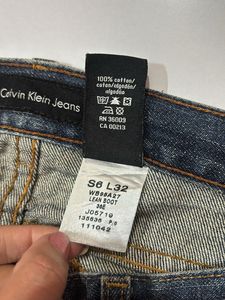 100% cotton/
coton/algodón/
algodão
RN 36009
CA 00213
Calvin Klein Jeans
S6 L32
LEAN BOOT
J05719
111042